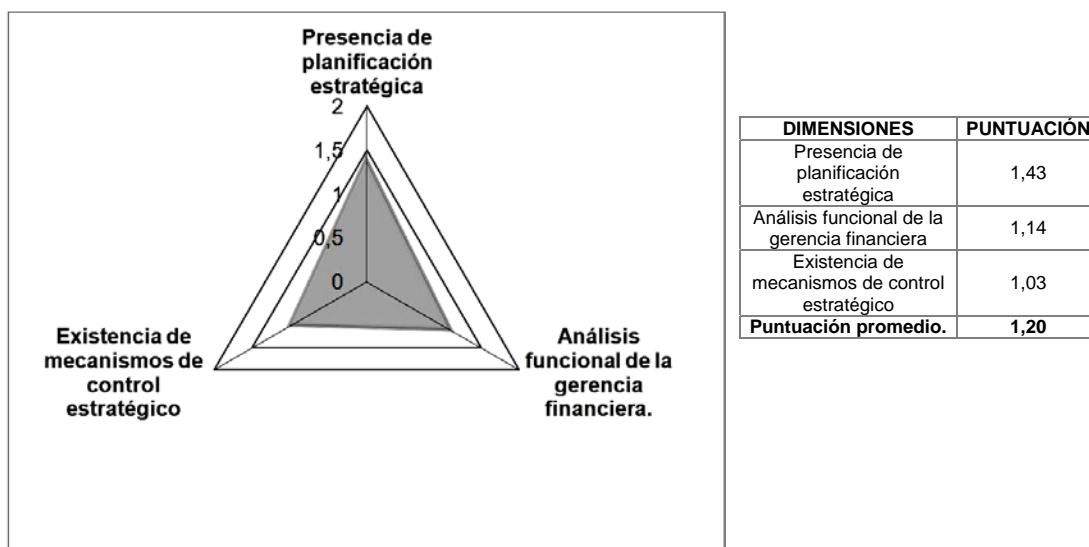 Presencia de
planificación
estratégica
2
1,5
1
0,5
0
Existencia de
mecanismos de
control
estratégico
Análisis
funcional de la
gerencia
financiera.
DIMENSIONES PUNTUACIÓN
Presencia de
planificación
estratégica
1,43
Análisis funcional de la
gerencia financiera
1,14
Existencia de
mecanismos de control
estratégico
1,03
Puntuación promedio. 1,20